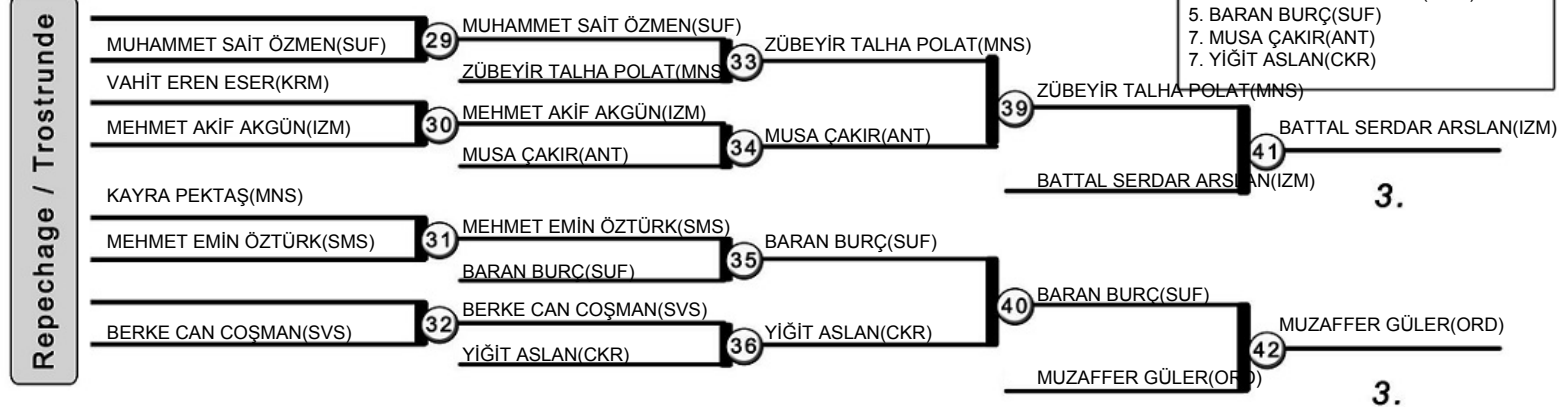 Repechage / Trostrunde
MUHAMMET SAİT ÖZMEN(SUF)
VAHİT EREN ESER(KRM)
MEHMET AKİF AKGÜN(IZM)
KAYRA PEKTAŞ(MNS)
MEHMET EMİN ÖZTÜRK(SMS)
BERKE CAN COŞMAN(SVS)
29
30
31
32
MUHAMMET SAİT ÖZMEN(SUF)
ZÜBEYİR TALHA POLAT(MNS
MEHMET AKİF AKGÜN(IZM)
MUSA ÇAKIR(ANT)
MEHMET EMİN ÖZTÜRK(SMS)
BARAN BURÇ(SUF)
BERKE CAN COŞMAN(SVS)
YİĞİT ASLAN(CKR)
33
34
35
36
ZÜBEYİR TALHA POLAT(MNS)
MUSA ÇAKIR(ANT)
BARAN BURÇ(SUF)
YİĞİT ASLAN(CKR)
39
40
ZÜBEYİR TALHA POLAT(MNS)
BATTAL SERDAR ARSLAN(IZM)
BARAN BURÇ(SUF)
MUZAFFER GÜLER(ORD)
41
42
BATTAL SERDAR ARSLAN(IZM)
3.
MUZAFFER GÜLER(ORD)
3.
5. BARAN BURÇ(SUF)
7. MUSA ÇAKIR(ANT)
7. YİĞİT ASLAN(CKR)